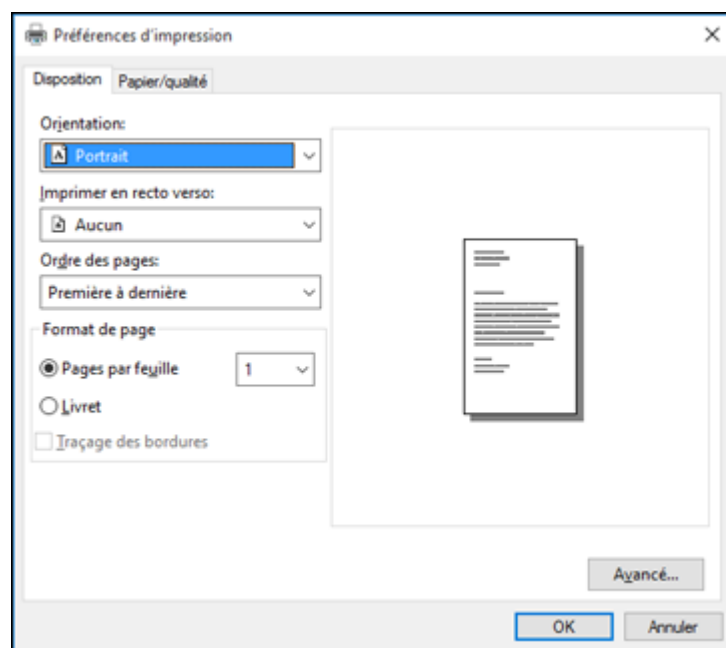 Préférences d'impression
Disposition
Papier/qualité
Orientation:
Portrait
Imprimer en recto verso:
Aucun
Ordre des pages:
Première à dernière
Format de page
Pages par feuille
1
Livret
Traçage des bordures
Avancé...
OK
Annuler